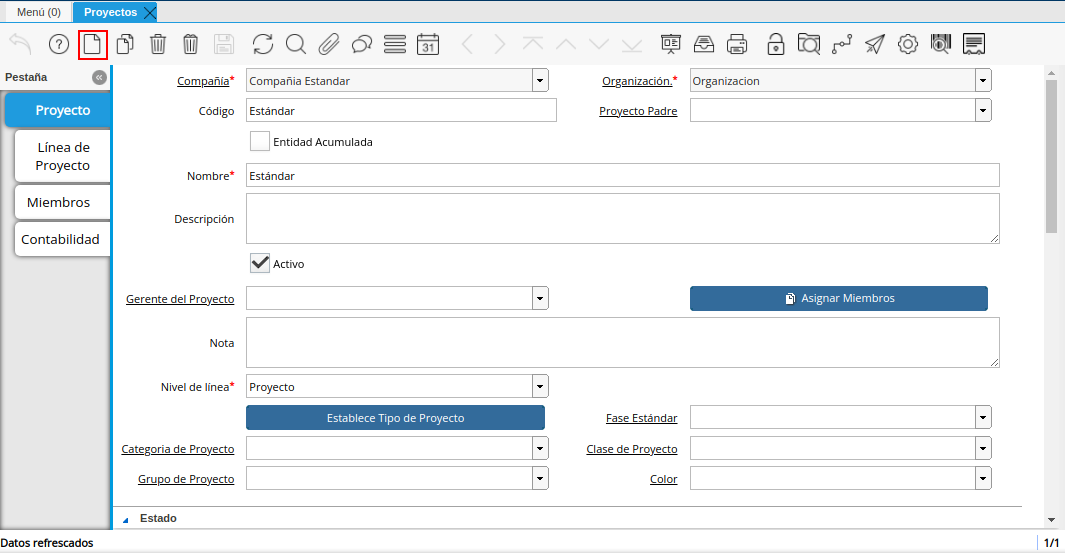 Menú (0) Proyectos
31
Pestaña
Proyecto
Línea de
Proyecto
Miembros
Contabilidad
Compañía* Compañia Estandar Organización.* Organizacion
Código Estándar Proyecto Padre
Entidad Acumulada
Nombre* Estándar
Descripción
Activo
Gerente del Proyecto Asignar Miembros
Nota
Nivel de línea* Proyecto
Establece Tipo de Proyecto Fase Estándar
Categoria de Proyecto Clase de Proyecto
Grupo de Proyecto Color
Estado
Datos refrescados 1/1